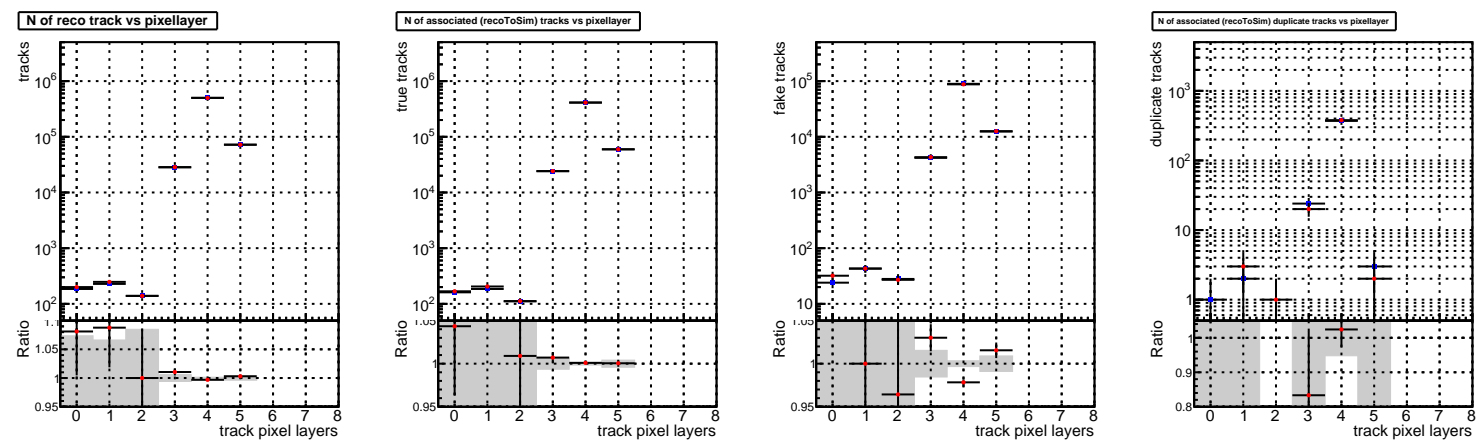 N of reco track vs pixellayer
tracks
10^6
10^5
10^4
10^3
10^2
Ratio
1.1
1.05
1
0.95
0 1 2 3 4 5 6 7 8
track pixel layers
N of associated (recoToSim) tracks vs pixellayer
true tracks
10^6
10^5
10^4
10^3
10^2
Ratio
1.05
1
0.95
0 1 2 3 4 5 6 7 8
track pixel layers
fake tracks
10^5
10^4
10^3
10^2
10
Ratio
1.05
1
0.95
0 1 2 3 4 5 6 7 8
track pixel layers
N of associated (recoToSim) duplicate tracks vs pixellayer
duplicate tracks
10^3
10^2
10
1
Ratio
1
0.9
0.8
0 1 2 3 4 5 6 7 8
track pixel layers